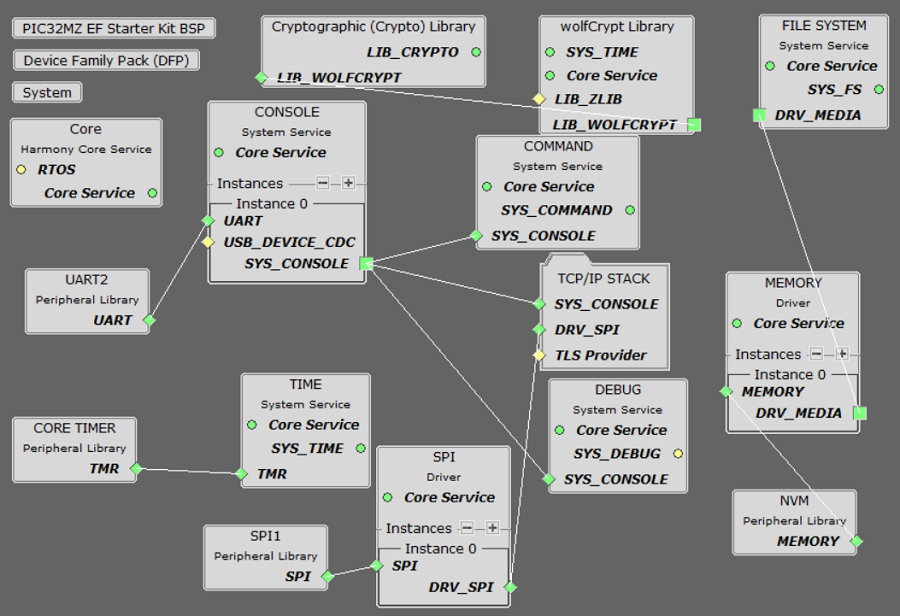 PIC32MZ EF Starter Kit BSP
Device Family Pack (DFP)
System
Core
Harmony Core Service
RTOS
Core Service
Cryptographic (Crypto) Library
LIB_CRYPTO
LIB_WOLFCRYPT
wolfCrypt Library
SYS_TIME
Core Service
LIB_ZLIB
LIB_WOLFCRYPT
FILE SYSTEM
System Service
Core Service
SYS_FS
DRV_MEDIA
CONSOLE
System Service
Core Service
Instances
Instance 0
UART
USB_DEVICE_CDC
SYS_CONSOLE
COMMAND
System Service
Core Service
SYS_COMMAND
SYS_CONSOLE
UART2
Peripheral Library
UART
TCP/IP STACK
SYS_CONSOLE
DRV_SPI
TLS Provider
MEMORY
Driver
Core Service
Instances
Instance 0
MEMORY
DRV_MEDIA
TIME
System Service
Core Service
SYS_TIME
TMR
DEBUG
System Service
Core Service
SYS_DEBUG
SYS_CONSOLE
CORE TIMER
Peripheral Library
TMR
SPI
Driver
Core Service
Instances
Instance 0
SPI
DRV_SPI
SPI1
Peripheral Library
SPI
NVM
Peripheral Library
MEMORY